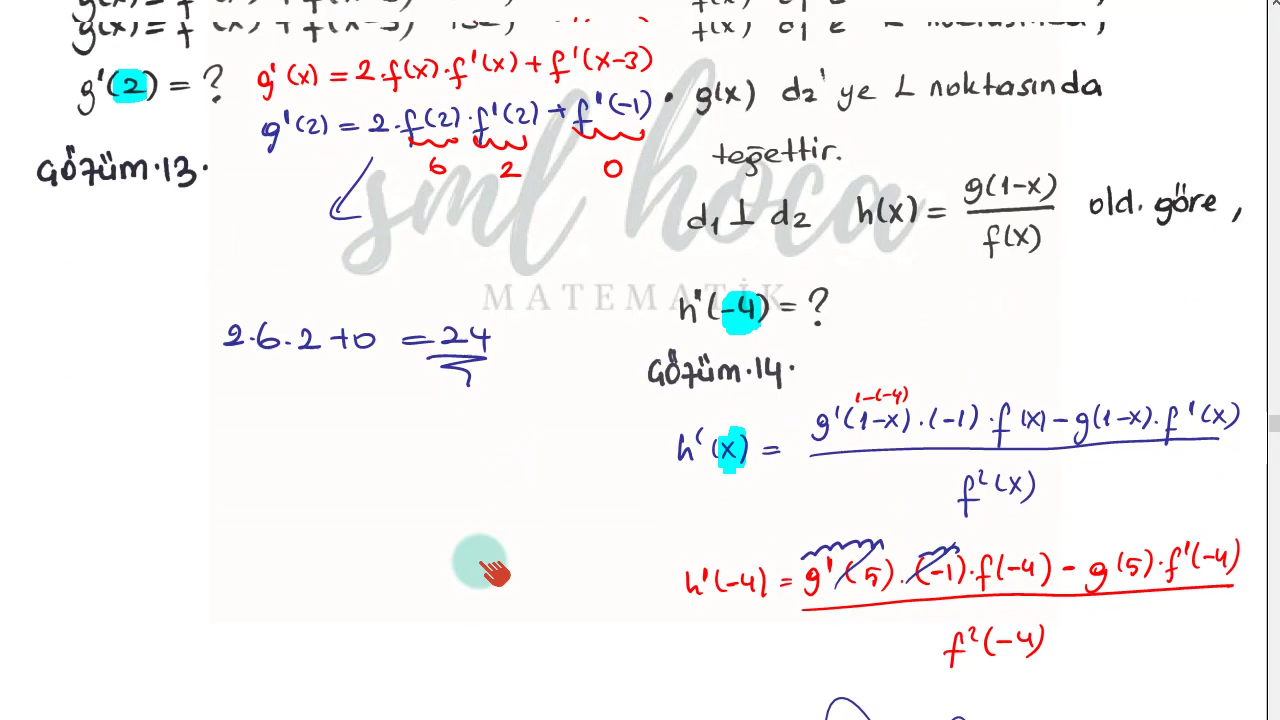 g'(2) = ?
g'(x) = 2.f(x).f'(x) + f'(x-3)
g'(2) = 2.f(2).f'(2) + f'(-1)
6 2 0
Çözüm.13.
2.6.2+0 = 24
• g(x) d2'ye L noktasında
teğettir.
d1 ⊥ d2 h(x) = g(1-x) / f(x) old. göre,
h'(-4) = ?
Çözüm.14.
1-(-4)
h'(x) = g'(1-x).(-1).f(x) - g(1-x).f'(x) / f²(x)
h'(-4) = g'(5).(-1).f(-4) - g(5).f'(-4) / f²(-4)
sml hoca
MATEMATİK